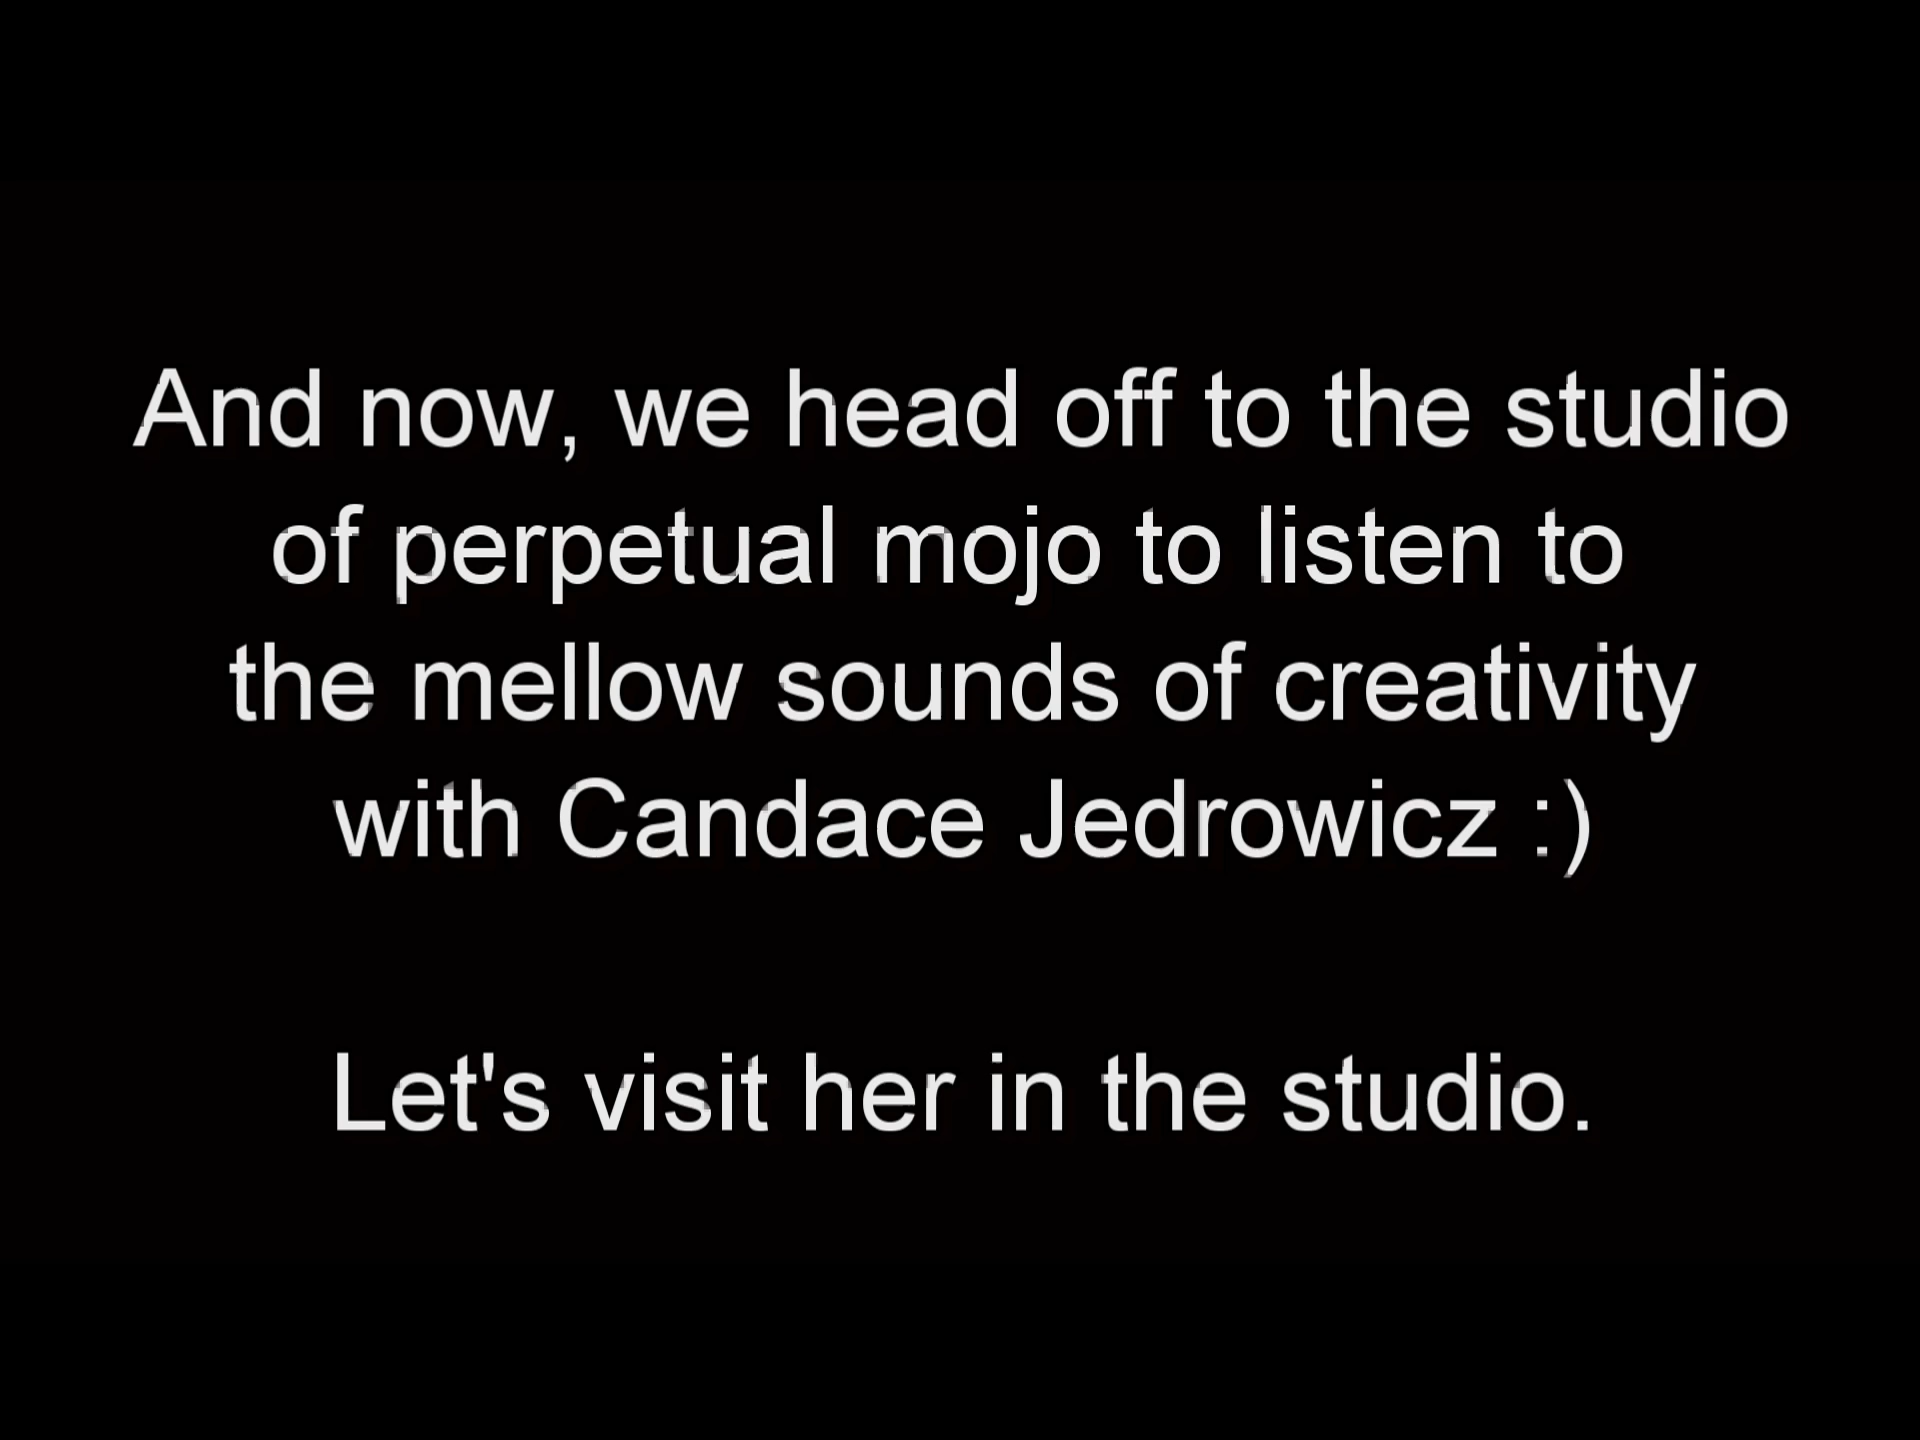 And now, we head off to the studio
of perpetual mojo to listen to
the mellow sounds of creativity
with Candace Jedrowicz :)
Let's visit her in the studio.